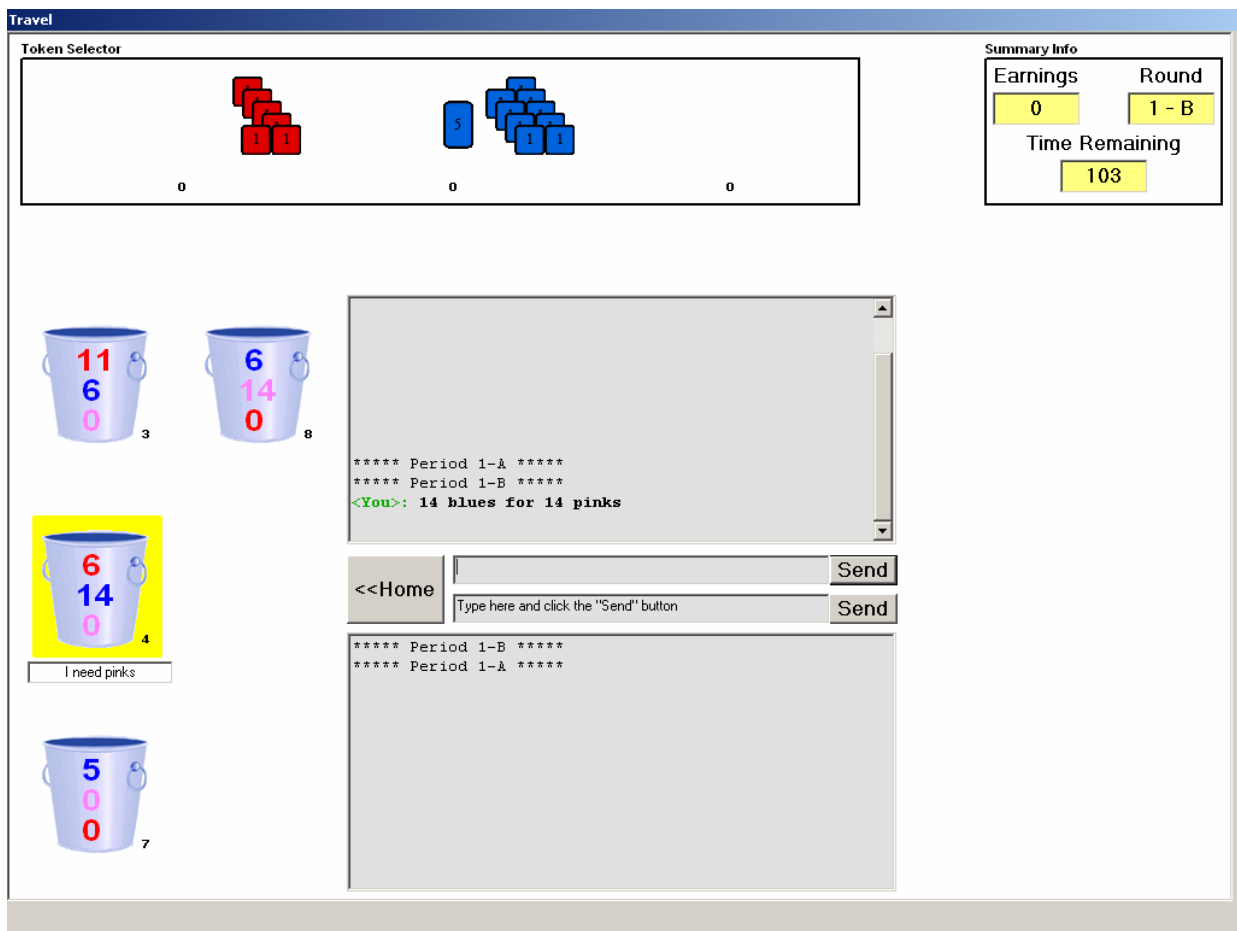 Travel
Token Selector
1 1
5
1 1
0 0 0
Summary Info
Earnings Round
0 1 - B
Time Remaining
103
11
6
0
3
6
14
0
8
***** Period 1-A *****
***** Period 1-B *****
<You>: 14 blues for 14 pinks
6
14
0
4
I need pinks
<<Home
Send
Type here and click the "Send" button Send
***** Period 1-B *****
***** Period 1-A *****
5
0
0
7